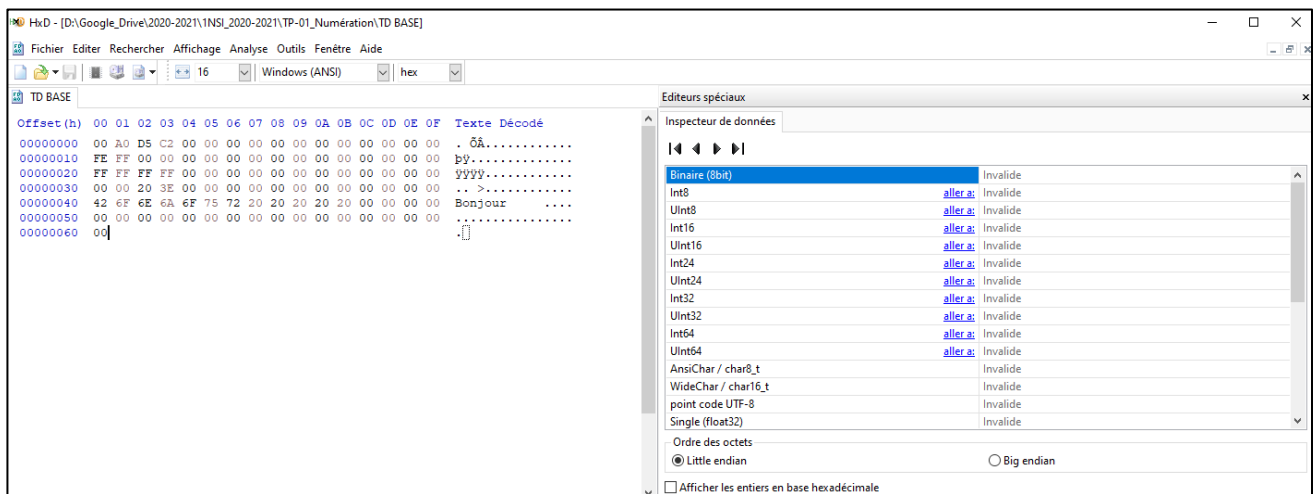 HxD - [D:\Google_Drive\2020-2021\1NSI_2020-2021\TP-01_Numération\TD BASE]
Fichier Editer Rechercher Affichage Analyse Outils Fenêtre Aide
16 Windows (ANSI) hex
TD BASE
Offset(h) 00 01 02 03 04 05 06 07 08 09 0A 0B 0C 0D 0E 0F Texte Décodé
00000000 00 A0 D5 C2 00 00 00 00 00 00 00 00 00 00 00 00 . ÕÂ............
00000010 FE FF 00 00 00 00 00 00 00 00 00 00 00 00 00 00 þÿ..............
00000020 FF FF FF FF 00 00 00 00 00 00 00 00 00 00 00 00 ÿÿÿÿ............
00000030 00 00 20 3E 00 00 00 00 00 00 00 00 00 00 00 00 .. >............
00000040 42 6F 6E 6A 6F 75 72 20 20 20 20 20 00 00 00 00 Bonjour     ....
00000050 00 00 00 00 00 00 00 00 00 00 00 00 00 00 00 00 ................
00000060 00 .
Editeurs spéciaux
Inspecteur de données
Binaire (8bit) Invalide
Int8 aller a: Invalide
UInt8 aller a: Invalide
Int16 aller a: Invalide
UInt16 aller a: Invalide
Int24 aller a: Invalide
UInt24 aller a: Invalide
Int32 aller a: Invalide
UInt32 aller a: Invalide
Int64 aller a: Invalide
UInt64 aller a: Invalide
AnsiChar / char8_t Invalide
WideChar / char16_t Invalide
point code UTF-8 Invalide
Single (float32) Invalide
Ordre des octets
Little endian Big endian
Afficher les entiers en base hexadécimale